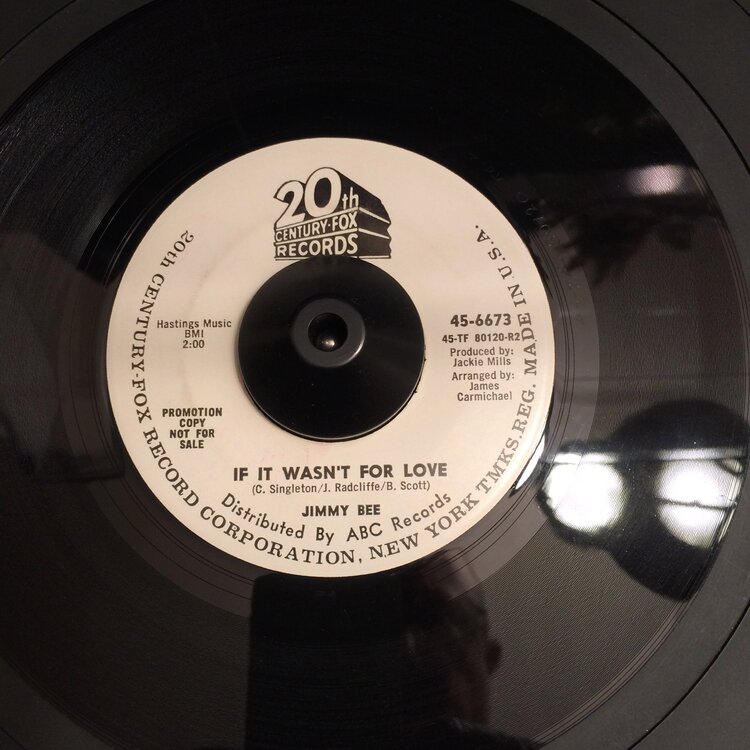 20th
CENTURY-FOX
RECORDS
Hastings Music
BMI
2:00
45-6673
45-TF 80120-R2
Produced by:
Jackie Mills
Arranged by:
James
Carmichael
PROMOTION
COPY
NOT FOR
SALE
IF IT WASN'T FOR LOVE
(C. Singleton/J. Radcliffe/B. Scott)
JIMMY BEE
Distributed By ABC Records
20th CENTURY-FOX RECORD CORPORATION, NEW YORK TMKS. REG. MADE IN U.S.A.